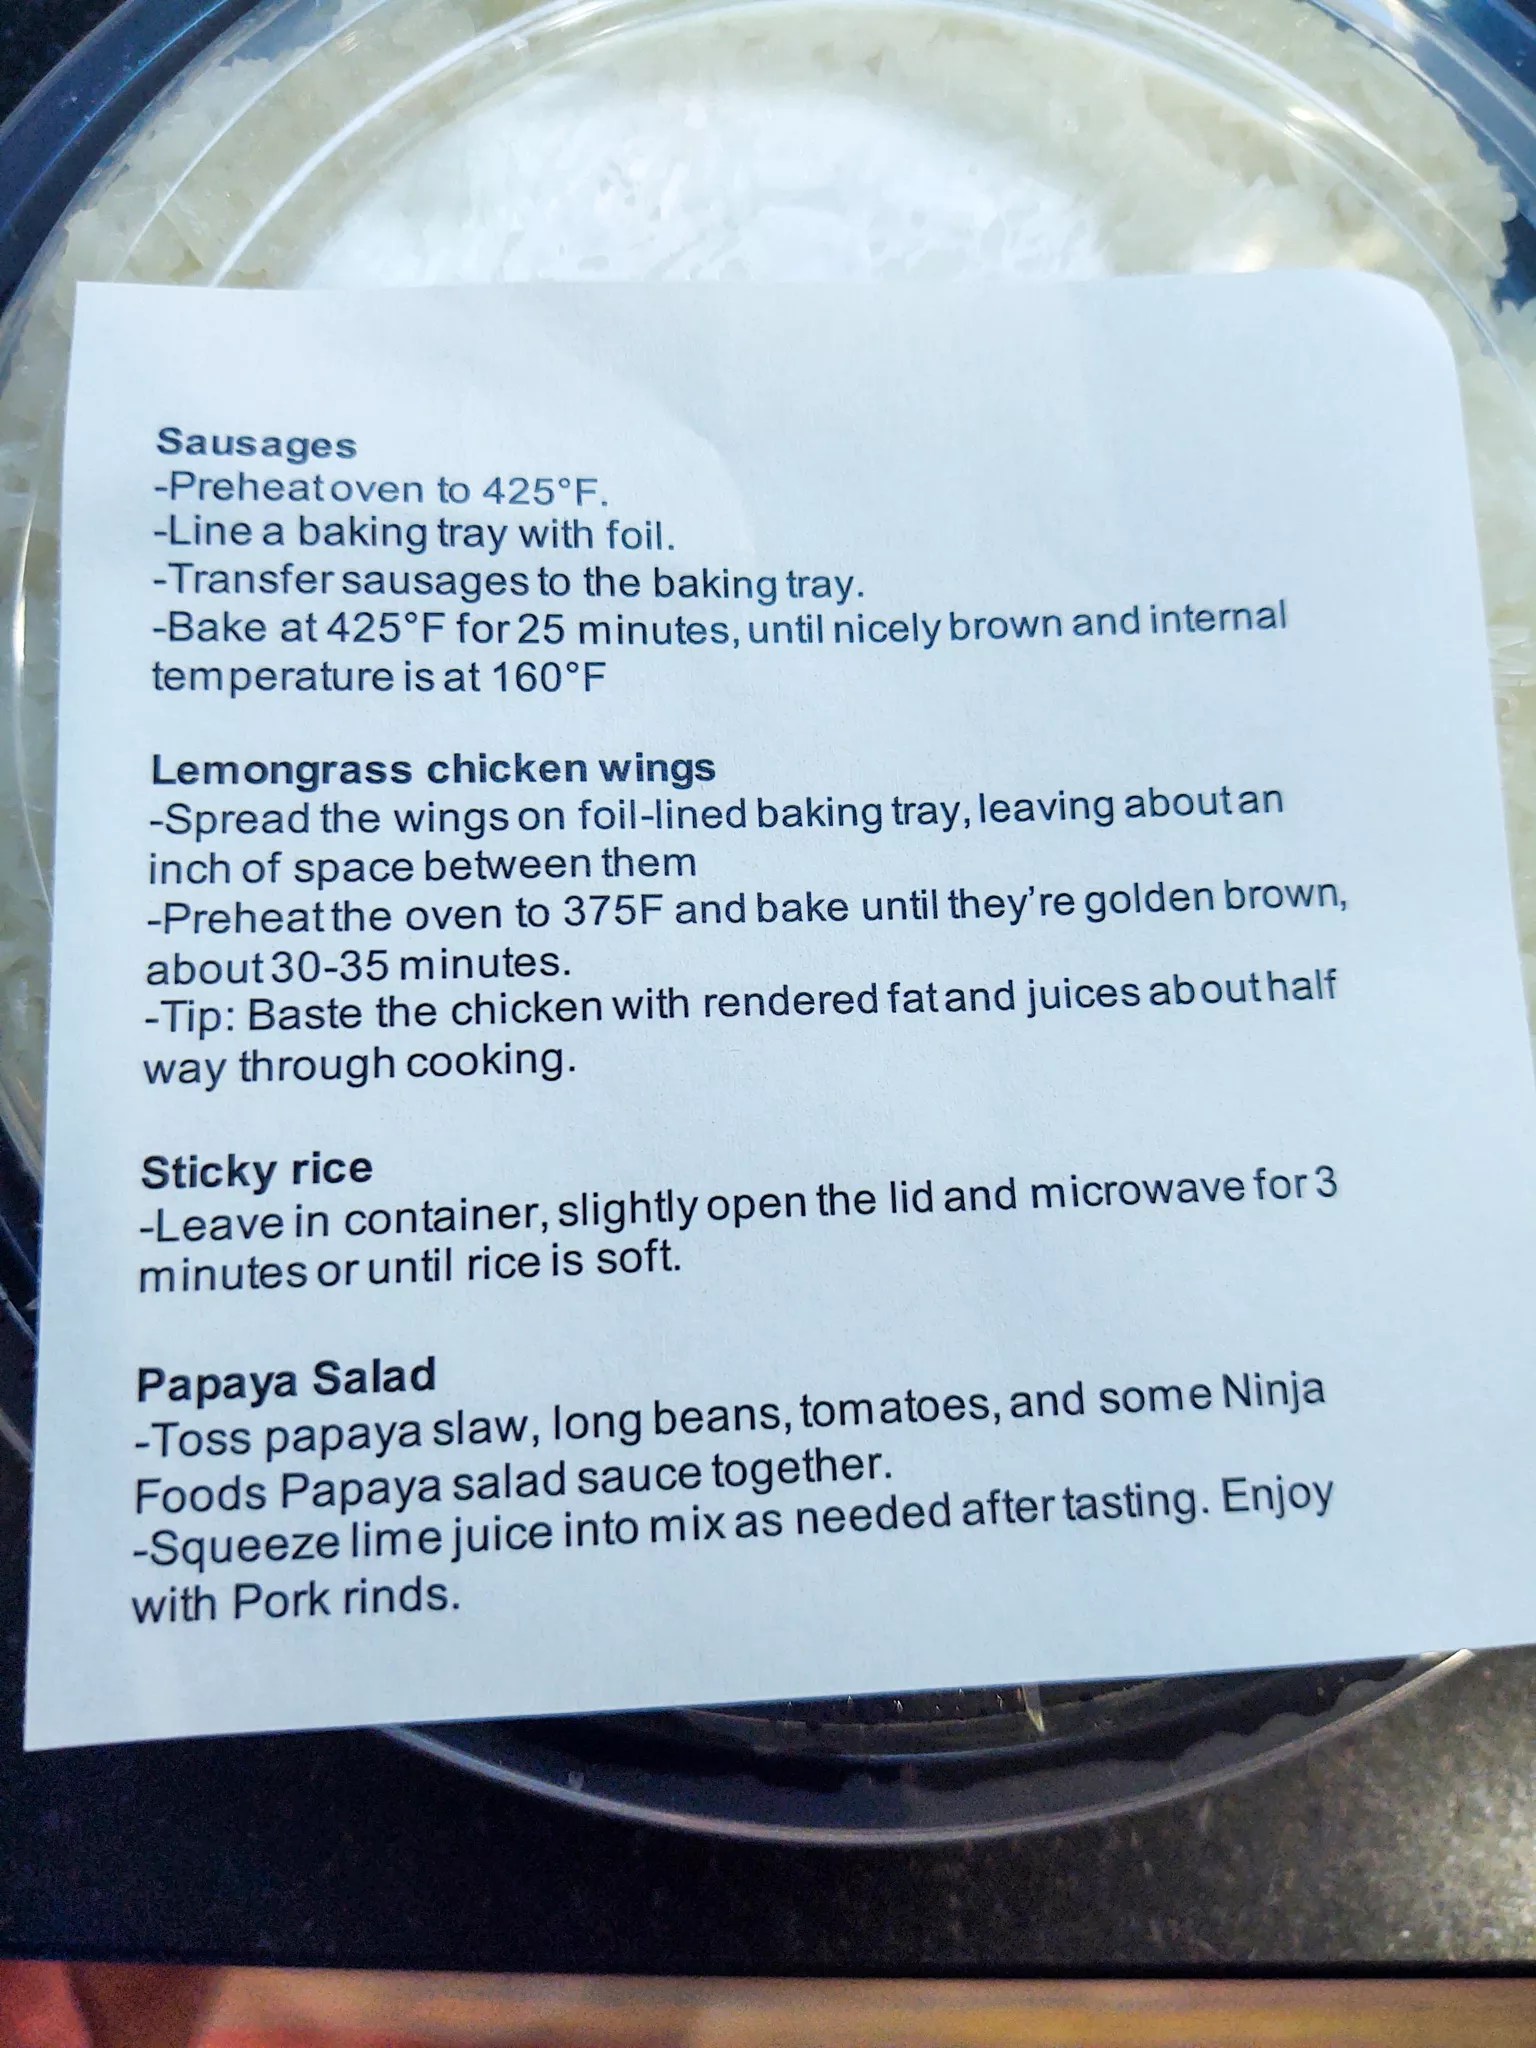 Sausages
-Preheat oven to 425°F.
-Line a baking tray with foil.
-Transfer sausages to the baking tray.
-Bake at 425°F for 25 minutes, until nicely brown and internal
temperature is at 160°F
Lemongrass chicken wings
-Spread the wings on foil-lined baking tray, leaving about an
inch of space between them
-Preheat the oven to 375F and bake until they’re golden brown,
about 30-35 minutes.
-Tip: Baste the chicken with rendered fat and juices about half
way through cooking.
Sticky rice
-Leave in container, slightly open the lid and microwave for 3
minutes or until rice is soft.
Papaya Salad
-Toss papaya slaw, long beans, tomatoes, and some Ninja
Foods Papaya salad sauce together.
-Squeeze lime juice into mix as needed after tasting. Enjoy
with Pork rinds.